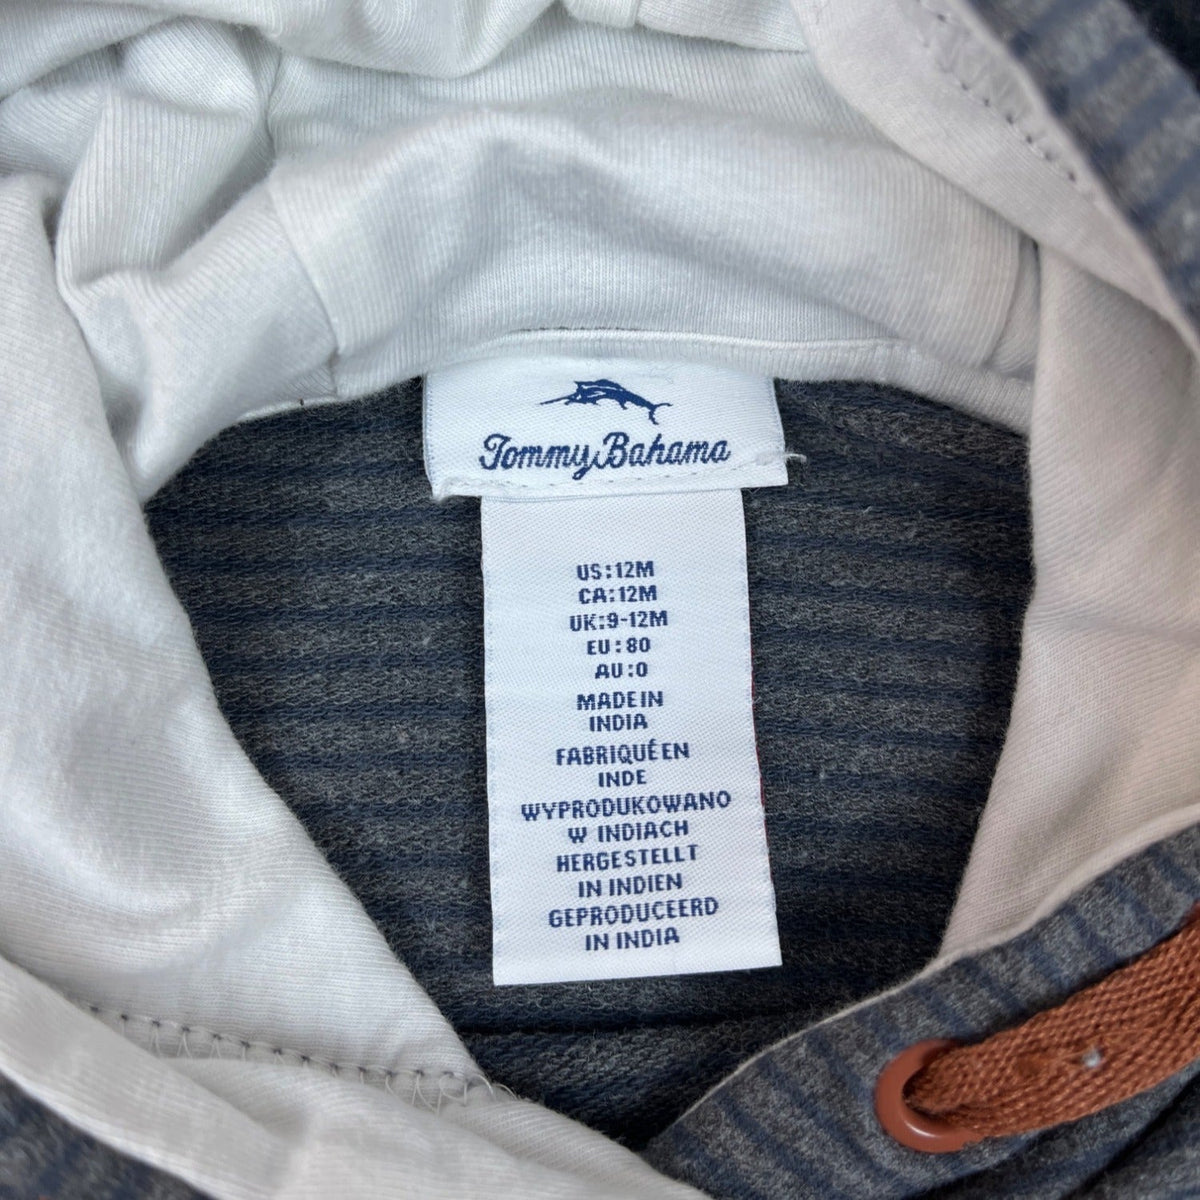 Tommy Bahama
US:12M
CA:12M
UK:9-12M
EU:80
AU:0
MADE IN
INDIA
FABRIQUÉ EN
INDE
WYPRODUKOWANO
W INDIACH
HERGESTELLT
IN INDIEN
GEPRODUCEERD
IN INDIA